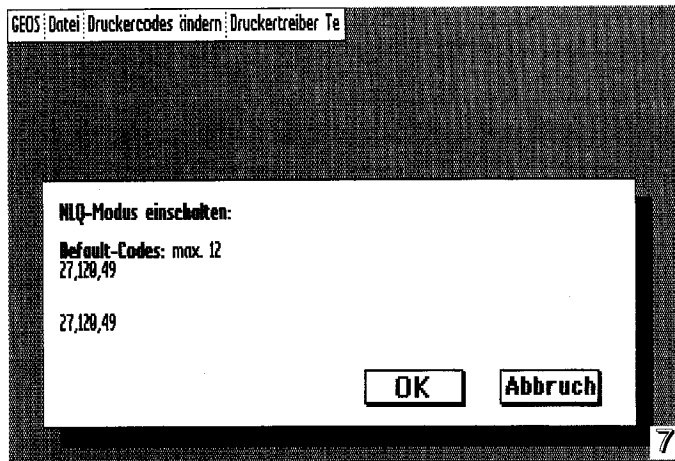 GEOS Datei Druckercodes ändern Druckertreiber Te
NLQ-Modus einschalten:
Default-Codes: max. 12
27,120,49
27,120,49
OK Abbruch
7